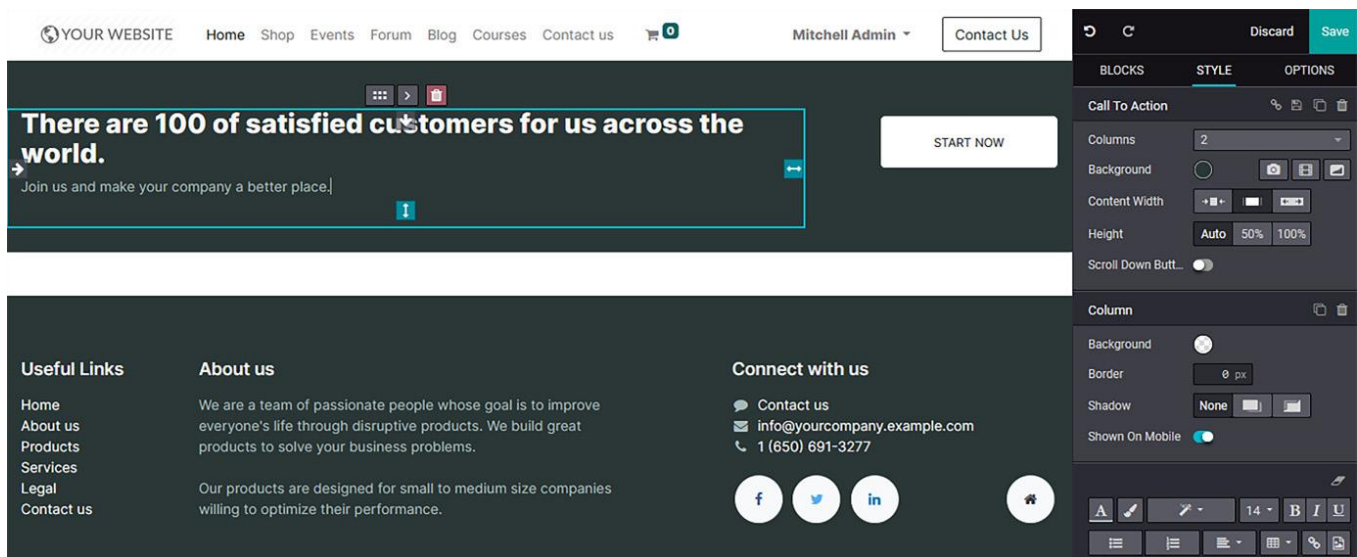 YOUR WEBSITE Home Shop Events Forum Blog Courses Contact us 0 Mitchell Admin Contact Us
Discard Save
BLOCKS STYLE OPTIONS
There are 100 of satisfied customers for us across the
world.
Join us and make your company a better place.
START NOW
Call To Action
Columns 2
Background
Content Width
Height Auto 50% 100%
Scroll Down Butt...
Column
Background
Border 0 px
Shadow None
Shown On Mobile
A 14 B I U
Useful Links
Home
About us
Products
Services
Legal
Contact us
About us
We are a team of passionate people whose goal is to improve
everyone's life through disruptive products. We build great
products to solve your business problems.
Our products are designed for small to medium size companies
willing to optimize their performance.
Connect with us
Contact us
info@yourcompany.example.com
1 (650) 691-3277
f in